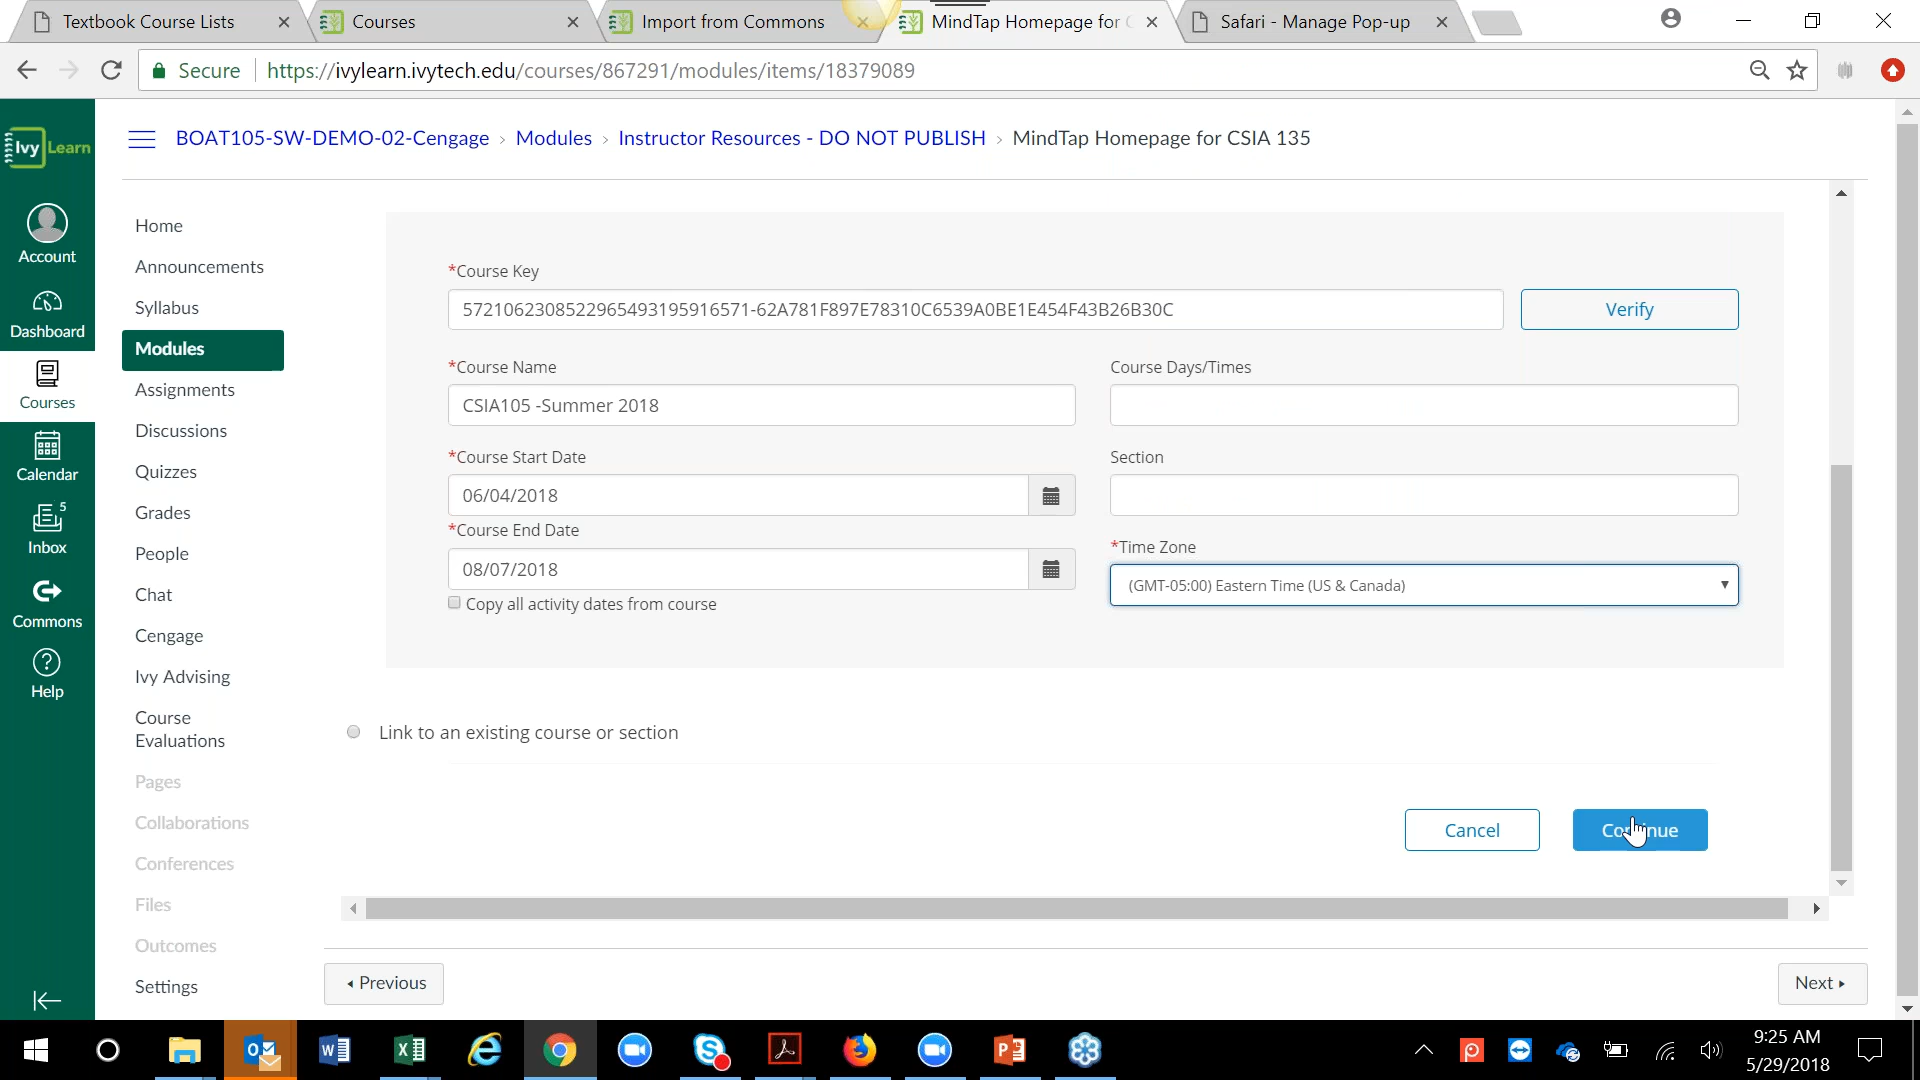 Textbook Course Lists
Courses
Import from Commons
MindTap Homepage for C
Safari - Manage Pop-up
Secure
https://ivylearn.ivytech.edu/courses/867291/modules/items/18379089
Ivy Learn
BOAT105-SW-DEMO-02-Cengage › Modules › Instructor Resources - DO NOT PUBLISH › MindTap Homepage for CSIA 135
Account
Dashboard
Courses
Calendar
5
Inbox
Commons
Help
Home
Announcements
Syllabus
Modules
Assignments
Discussions
Quizzes
Grades
People
Chat
Cengage
Ivy Advising
Course
Evaluations
Pages
Collaborations
Conferences
Files
Outcomes
Settings
*Course Key
5721062308522965493195916571-62A781F897E78310C6539A0BE1E454F43B26B30C
Verify
*Course Name
CSIA105 -Summer 2018
Course Days/Times
*Course Start Date
06/04/2018
Section
*Course End Date
08/07/2018
*Time Zone
(GMT-05:00) Eastern Time (US & Canada)
Copy all activity dates from course
Link to an existing course or section
Cancel
Continue
Previous
Next
9:25 AM
5/29/2018